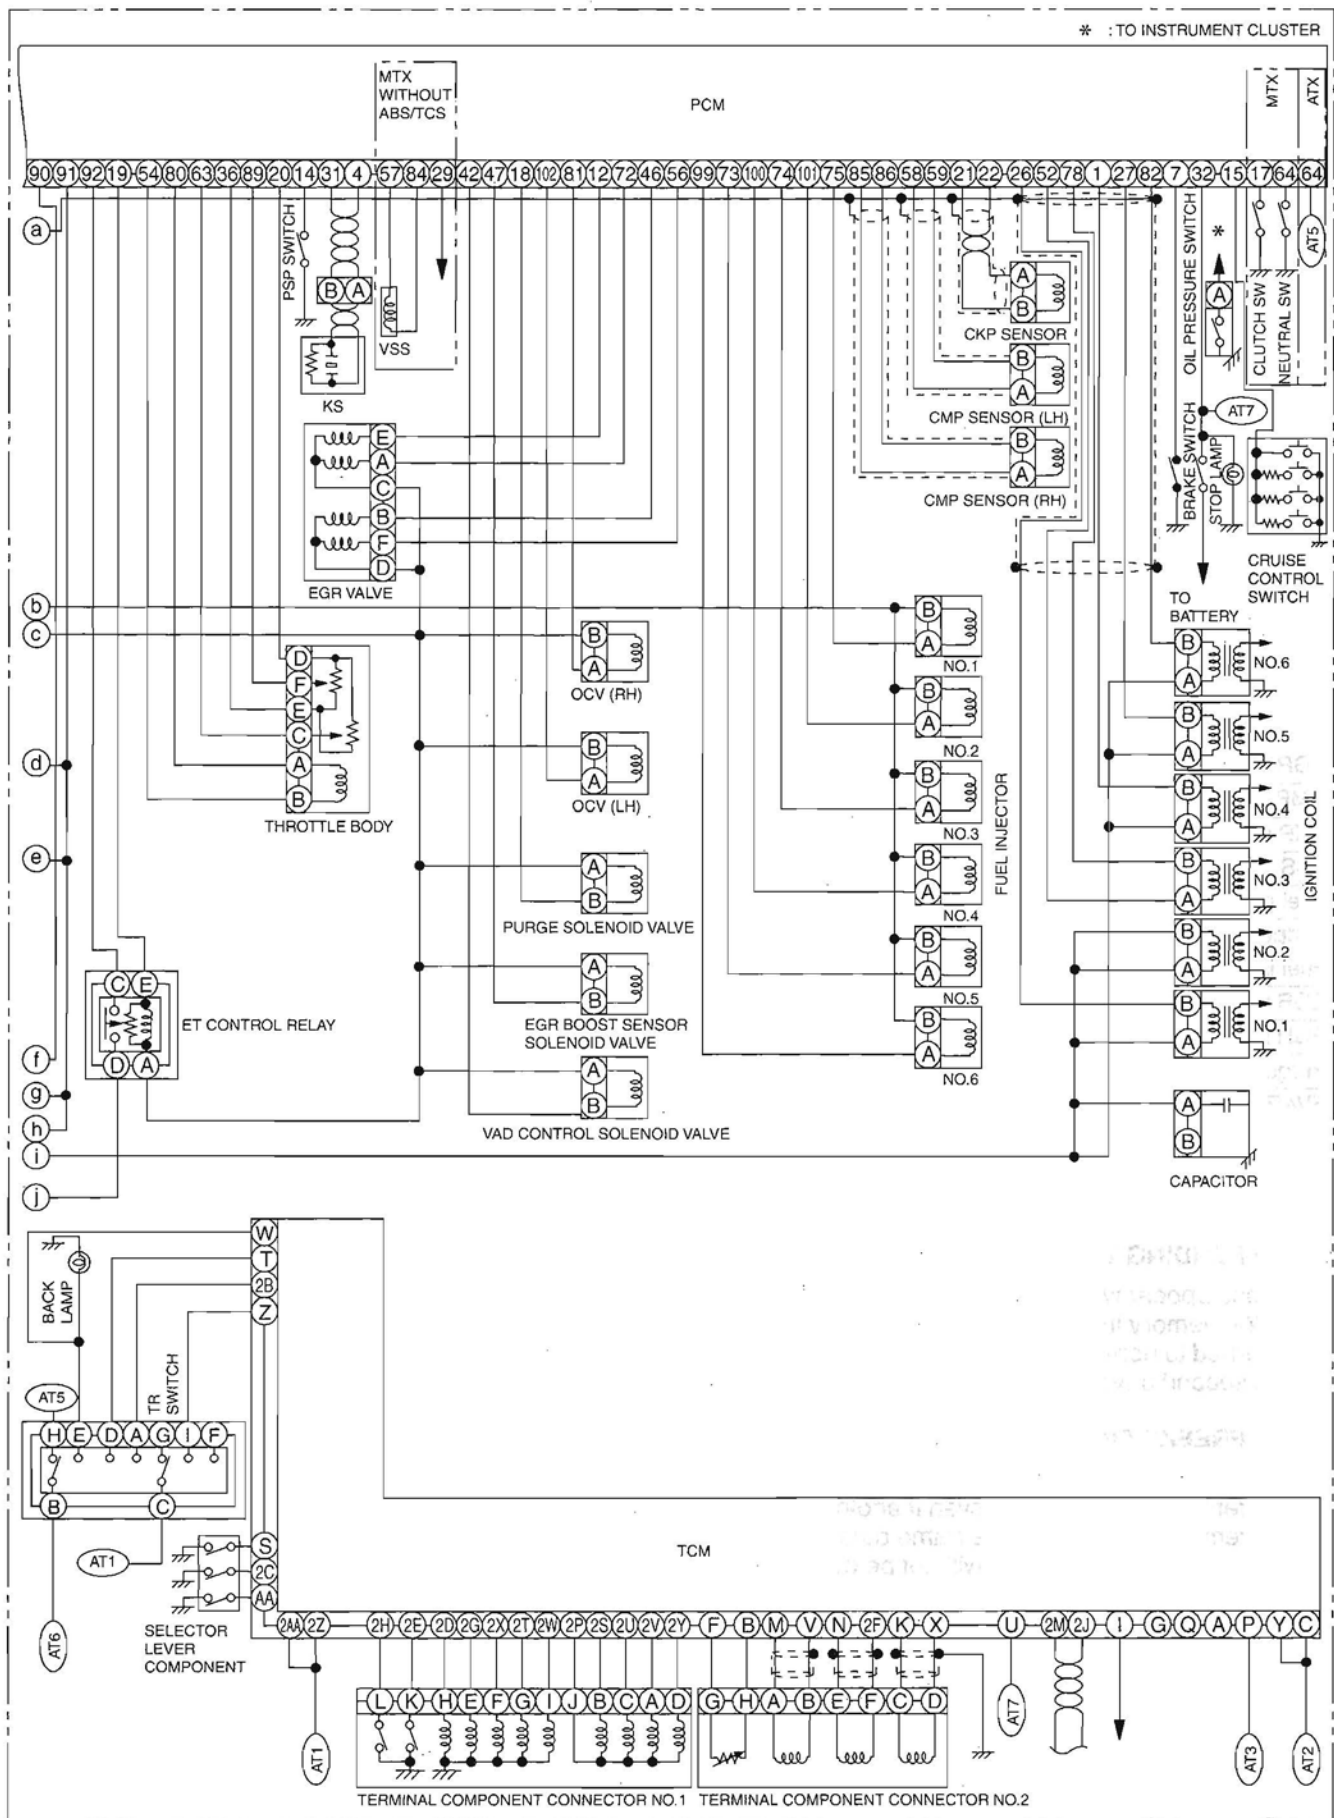 * : TO INSTRUMENT CLUSTER
MTX
WITHOUT
ABS/TCS
PCM
MTX
ATX
90 91 92 19 54 80 63 36 89 20 14 31 4 57 84 29 42 47 18 102 81 12 72 46 56 99 73 100 74 101 75 85 86 58 59 21 22 26 52 78 1 27 82 7 32 15 17 64 64
a
PSP SWITCH
B A
KS
VSS
A
B
CKP SENSOR
B
A
CMP SENSOR (LH)
B
A
CMP SENSOR (RH)
OIL PRESSURE SWITCH
*
A
CLUTCH SW
NEUTRAL SW
AT5
AT7
BRAKE SWITCH
STOP LAMP
CRUISE
CONTROL
SWITCH
TO
BATTERY
E
A
C
B
F
D
EGR VALVE
b
c
D
F
E
C
A
B
THROTTLE BODY
B
A
OCV (RH)
B
A
OCV (LH)
A
B
PURGE SOLENOID VALVE
A
B
EGR BOOST SENSOR
SOLENOID VALVE
A
B
VAD CONTROL SOLENOID VALVE
B
A
NO.1
B
A
NO.2
B
A
NO.3
B
A
NO.4
B
A
NO.5
B
A
NO.6
FUEL INJECTOR
B
A
NO.6
B
A
NO.5
B
A
NO.4
B
A
NO.3
B
A
NO.2
B
A
NO.1
IGNITION COIL
A
B
CAPACITOR
d
e
C E
D A
ET CONTROL RELAY
f
g
h
i
j
W
T
2B
Z
BACK
LAMP
AT5
TR
SWITCH
H E D A G I F
B C
AT1
AT6
S
2C
AA
SELECTOR
LEVER
COMPONENT
TCM
2AA 2Z 2H 2E 2D 2G 2X 2T 2W 2P 2S 2U 2V 2Y F B M V N 2F K X U 2M 2J I G Q A P Y C
L K H E F G I J B C A D
G H A B E F C D
AT1
AT7
AT3
AT2
TERMINAL COMPONENT CONNECTOR NO.1
TERMINAL COMPONENT CONNECTOR NO.2